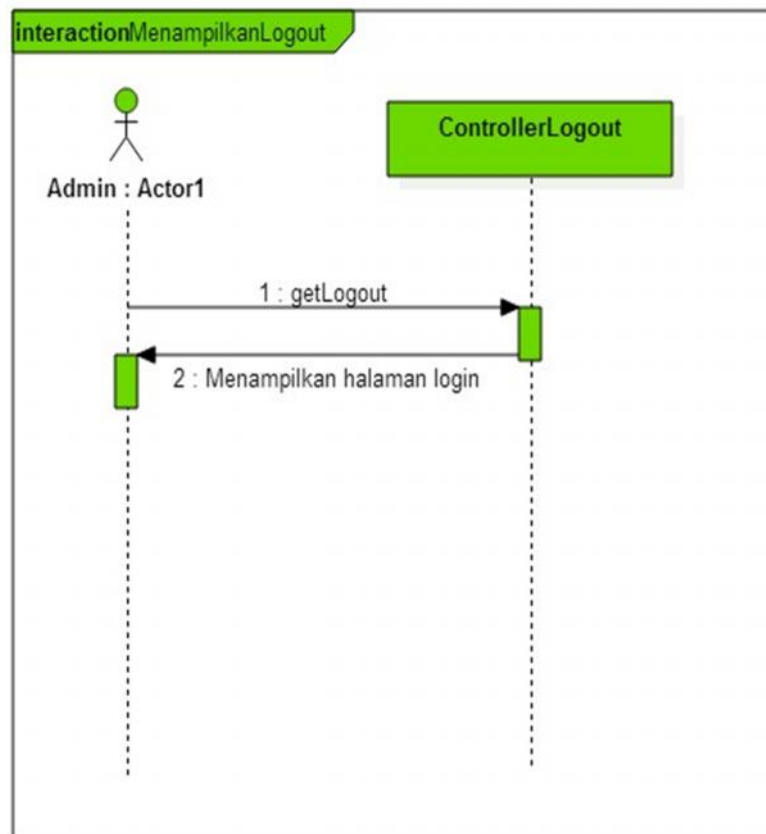 interactionMenampilkanLogout
ControllerLogout
Admin : Actor1
1 : getLogout
2 : Menampilkan halaman login